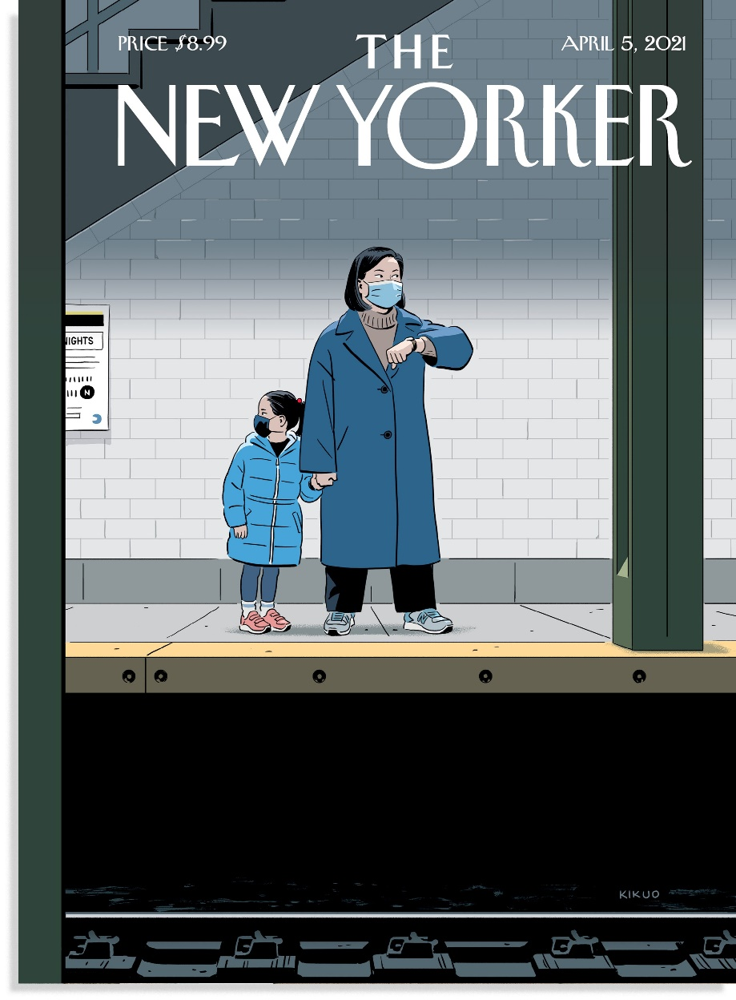 PRICE $8.99
THE
APRIL 5, 2021
NEW YORKER
NIGHTS
N
KIKUO